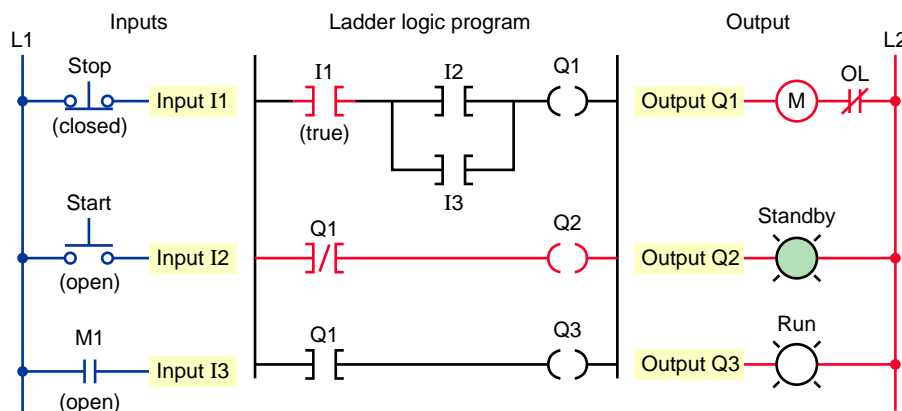 Inputs
Ladder logic program
Output
L1
L2
Stop
(closed)
Input I1
I1
(true)
I2
I3
Q1
Output Q1
M
OL
Start
(open)
Input I2
Q1
Q2
Output Q2
Standby
M1
(open)
Input I3
Q1
Q3
Output Q3
Run